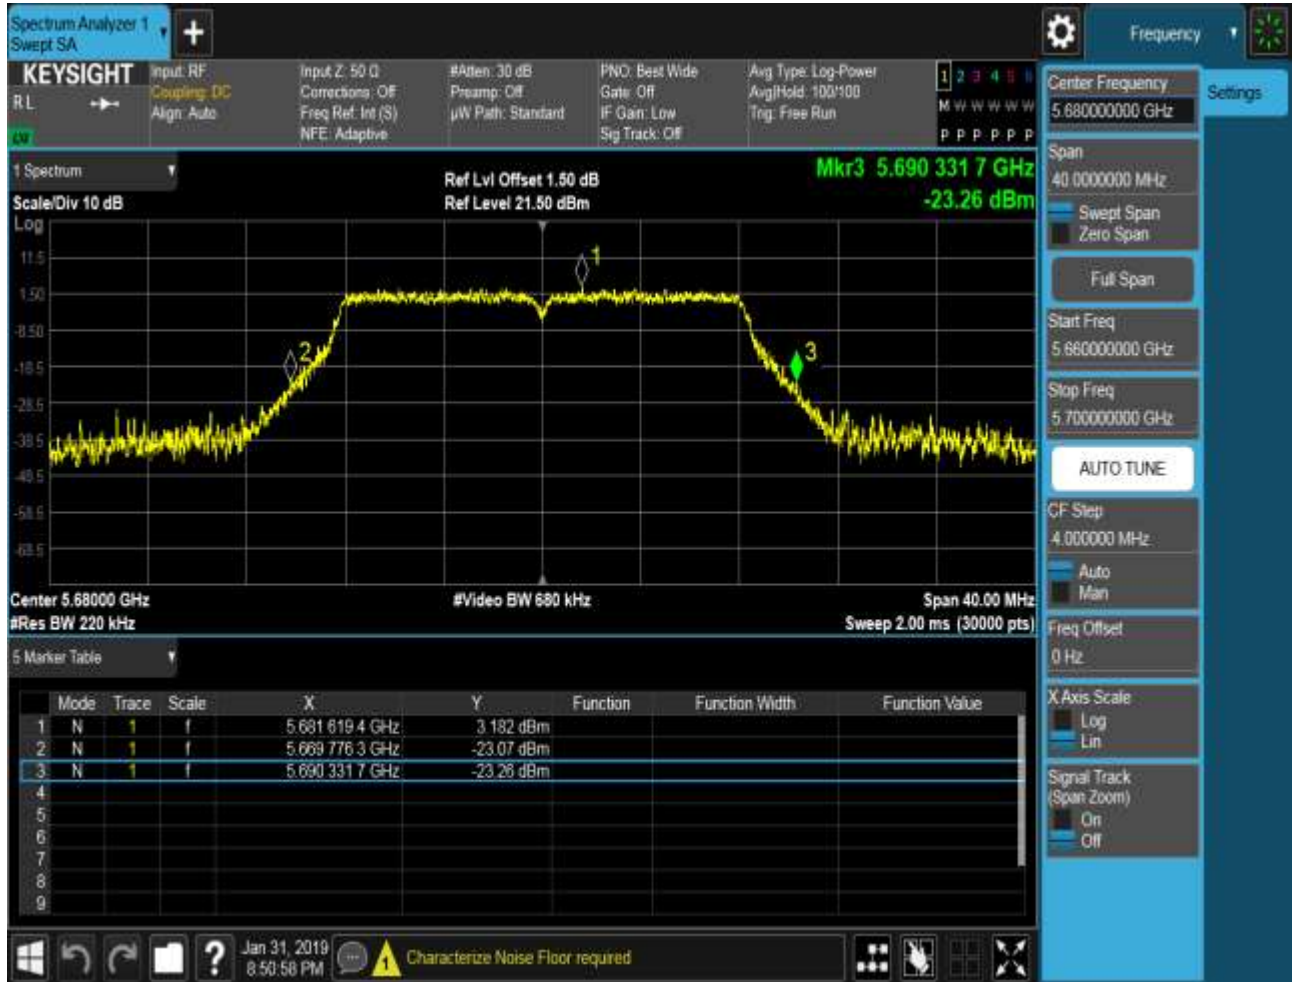 Spectrum Analyzer 1
Swept SA
+
Frequency
KEYSIGHT
RL
Input: RF
Coupling: DC
Align: Auto
Input Z: 50 Ω
Corrections: Off
Freq Ref: Int (S)
NFE: Adaptive
#Atten: 30 dB
Preamp: Off
µW Path: Standard
PNO: Best Wide
Gate: Off
IF Gain: Low
Sig Track: Off
Avg Type: Log-Power
Avg|Hold: 100/100
Trig: Free Run
1 2 3 4 5 6
M W W W W W
P P P P P P
Center Frequency
5.680000000 GHz
Settings
1 Spectrum
Scale/Div 10 dB
Ref Lvl Offset 1.50 dB
Ref Level 21.50 dBm
Mkr3 5.690 331 7 GHz
-23.26 dBm
Log
11.5
1.50
-8.50
-18.5
-28.5
-38.5
-48.5
-58.5
-68.5
1
2
3
Center 5.68000 GHz
#Video BW 680 kHz
Span 40.00 MHz
#Res BW 220 kHz
Sweep 2.00 ms (30000 pts)
Span
40.0000000 MHz
Swept Span
Zero Span
Full Span
Start Freq
5.660000000 GHz
Stop Freq
5.700000000 GHz
AUTO TUNE
CF Step
4.000000 MHz
Auto
Man
Freq Offset
0 Hz
X Axis Scale
Log
Lin
Signal Track
(Span Zoom)
On
Off
5 Marker Table
Mode Trace Scale X Y Function Function Width Function Value
1 N 1 f 5.681 619 4 GHz 3.182 dBm
2 N 1 f 5.669 776 3 GHz -23.07 dBm
3 N 1 f 5.690 331 7 GHz -23.26 dBm
4
5
6
7
8
9
?
Jan 31, 2019
8:50:58 PM
1
Characterize Noise Floor required